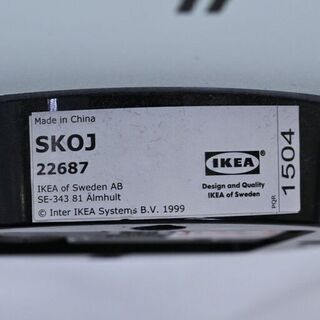 Made in China
SKOJ
22687
IKEA of Sweden AB
SE-343 81 Älmhult
© Inter IKEA Systems B.V. 1999
IKEA
Design and Quality
IKEA of Sweden
PQR
1504